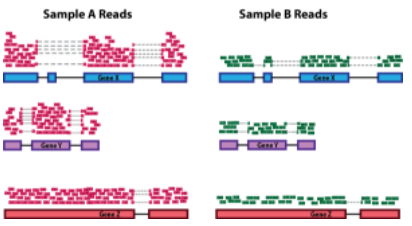 Sample A Reads
Sample B Reads
Gene X
Gene X
Gene Y
Gene Y
Gene Z
Gene Z